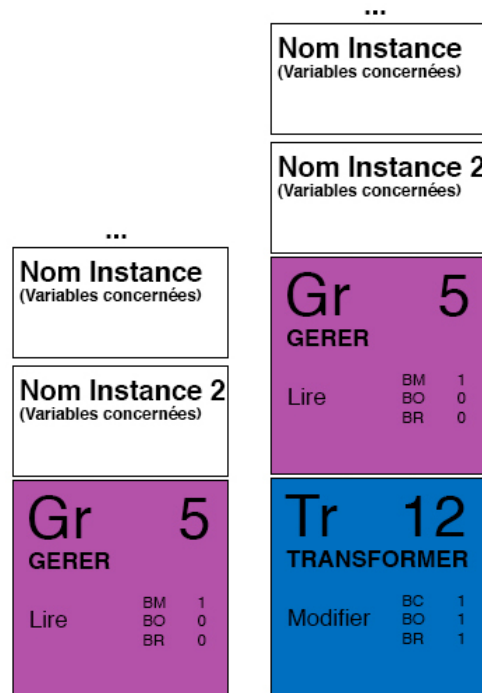 ...
Nom Instance
(Variables concernées)
Nom Instance 2
(Variables concernées)
Gr 5
GERER
Lire
BM 1
BO 0
BR 0
...
Nom Instance
(Variables concernées)
Nom Instance 2
(Variables concernées)
Gr 5
GERER
Lire
BM 1
BO 0
BR 0
Tr 12
TRANSFORMER
Modifier
BC 1
BO 1
BR 1